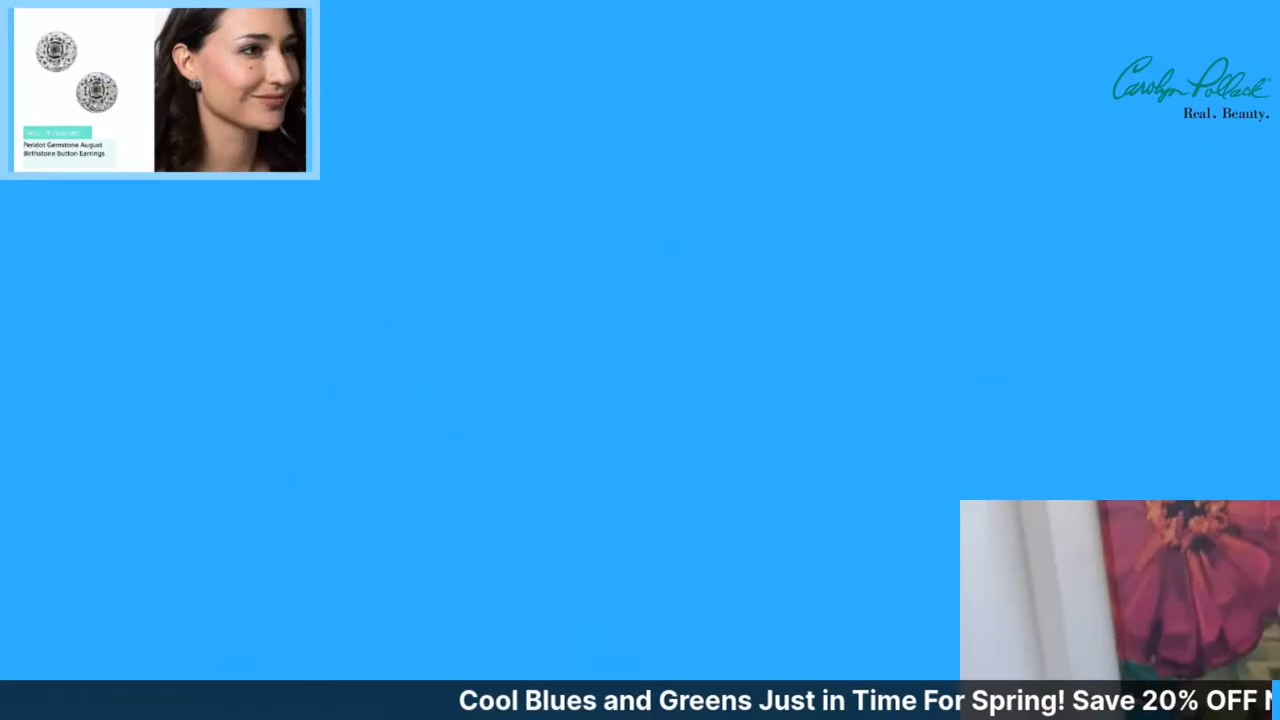 Peridot Gemstone August
Birthstone Button Earrings
Carolyn Pollack
Real. Beauty.
Cool Blues and Greens Just in Time For Spring! Save 20% OFF